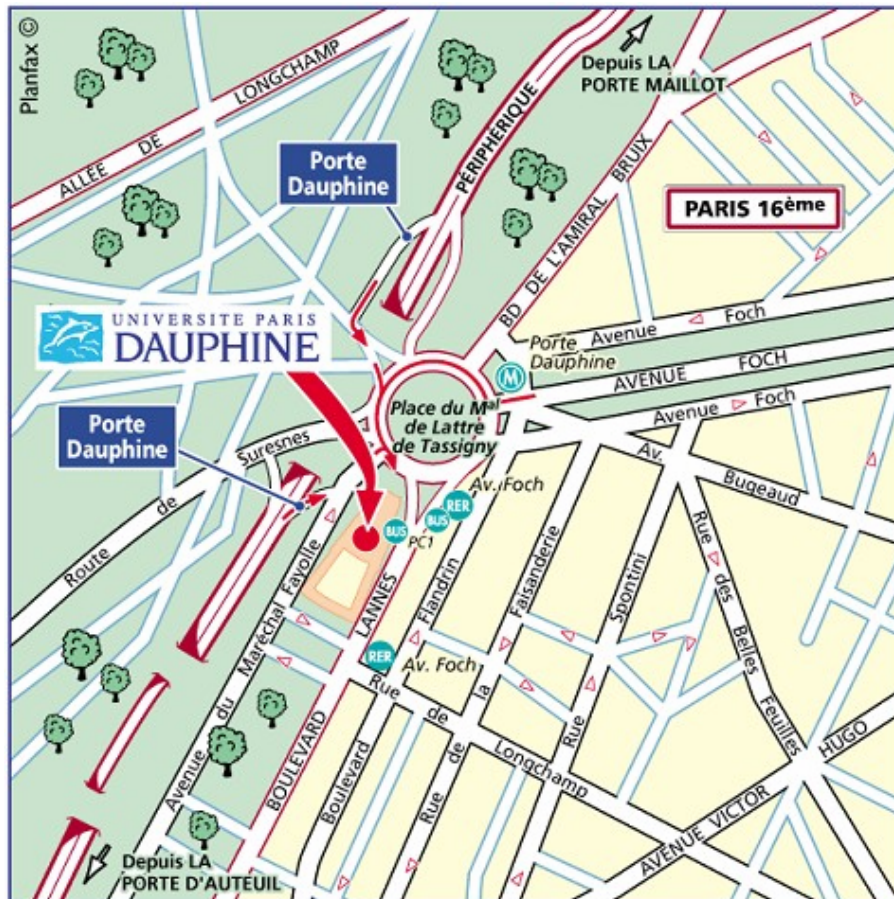 Planfax ©
ALLÉE DE LONGCHAMP
Depuis LA
PORTE MAILLOT
PÉRIPHÉRIQUE
Porte
Dauphine
BD DE L'AMIRAL BRUIX
PARIS 16ème
UNIVERSITE PARIS
DAUPHINE
Avenue Foch
Porte
Dauphine
M
AVENUE FOCH
Avenue Foch
Place du Mal
de Lattre
de Tassigny
Porte
Dauphine
Route de Suresnes
Av. Bugeaud
Av. Foch
RER
BUS
BUS
PC1
Avenue du Maréchal Fayolle
BOULEVARD LANNES
Boulevard Flandrin
Rue de la Faisanderie
Rue Spontini
Rue des Belles Feuilles
RER
Av. Foch
Rue de Longchamp
AVENUE VICTOR HUGO
Depuis LA
PORTE D'AUTEUIL